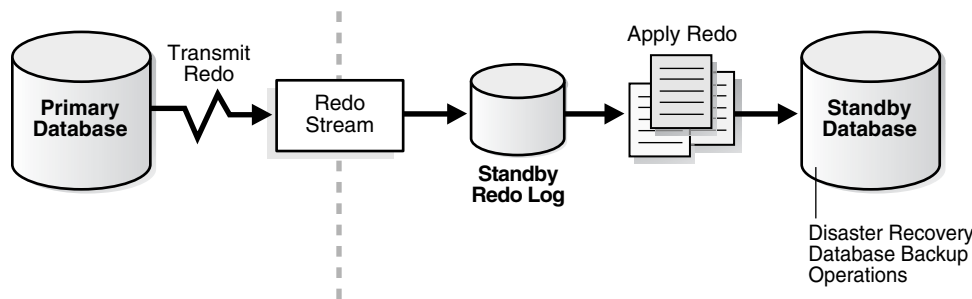 Primary
Database
Transmit
Redo
Redo
Stream
Standby
Redo Log
Apply Redo
Standby
Database
Disaster Recovery
Database Backup
Operations